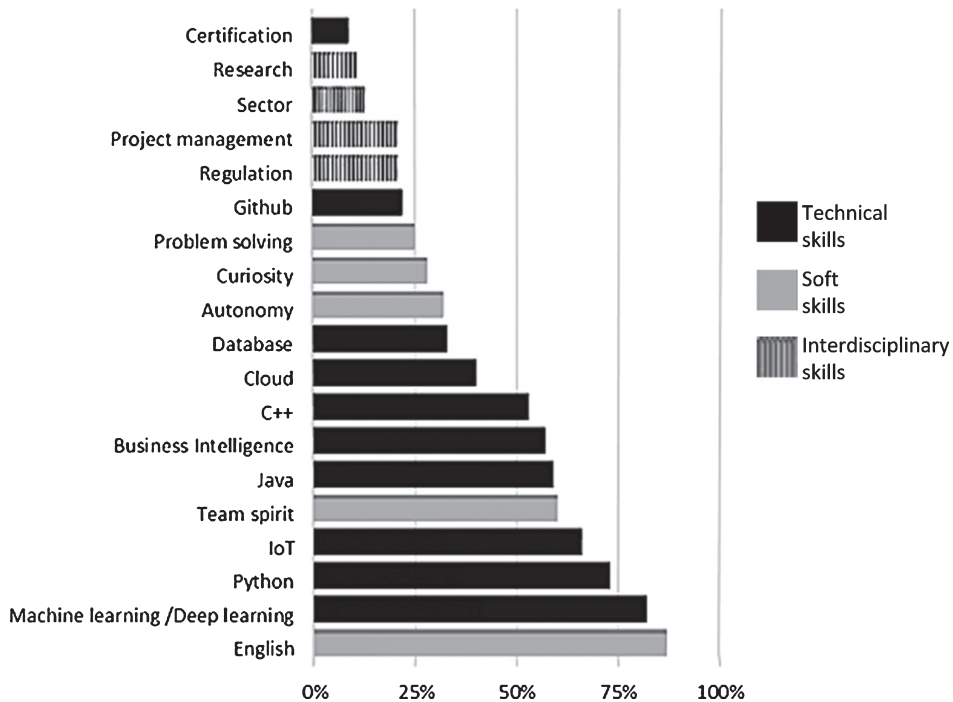 Certification
Research
Sector
Project management
Regulation
Github
Problem solving
Curiosity
Autonomy
Database
Cloud
C++
Business Intelligence
Java
Team spirit
IoT
Python
Machine learning /Deep learning
English
0% 25% 50% 75% 100%
Technical
skills
Soft
skills
Interdisciplinary
skills